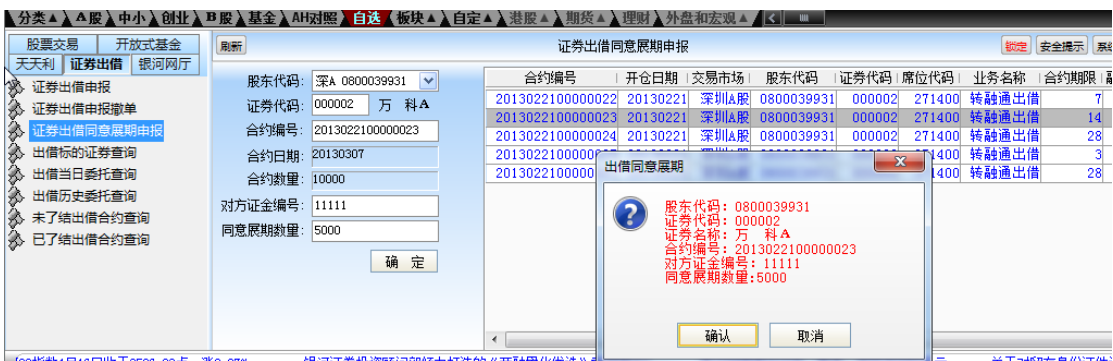 分类▲ A股 中小 创业 B股 基金 AH对照 自选 板块▲ 自定▲ 港股▲ 期货▲ 理财 外盘和宏观▲
股票交易 开放式基金
天天利 证券出借 银河网厅
证券出借申报
证券出借申报撤单
证券出借同意展期申报
出借标的证券查询
出借当日委托查询
出借历史委托查询
未了结出借合约查询
已了结出借合约查询
刷新 证券出借同意展期申报 锁定 安全提示
股东代码: 深A 0800039931
证券代码: 000002 万 科A
合约编号: 2013022100000023
合约日期: 20130307
合约数量: 10000
对方证金编号: 11111
同意展期数量: 5000
确 定
合约编号 开仓日期 交易市场 股东代码 证券代码 席位代码 业务名称 合约期限
2013022100000022 20130221 深圳A股 0800039931 000002 271400 转融通出借 7
2013022100000023 20130221 深圳A股 0800039931 000002 271400 转融通出借 14
2013022100000024 20130221 深圳A股 0800039931 000002 271400 转融通出借 28
1400 转融通出借 3
1400 转融通出借 28
出借同意展期
股东代码: 0800039931
证券代码: 000002
证券名称: 万 科A
合约编号: 2013022100000023
对方证金编号: 11111
同意展期数量:5000
确认 取消